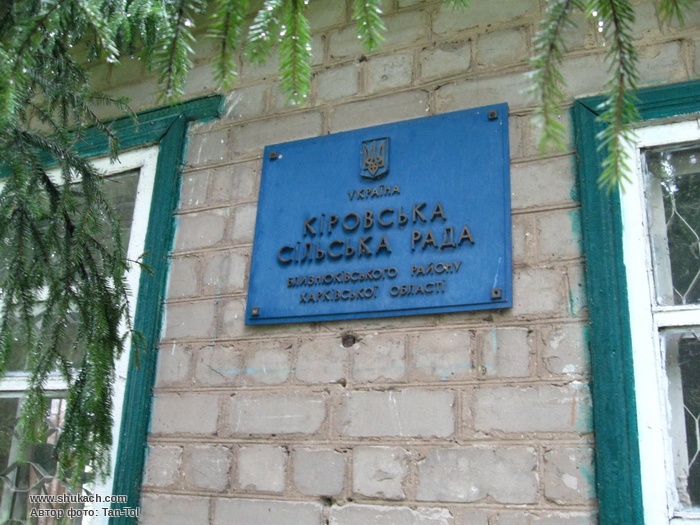 УКРАЇНА
КІРОВСЬКА
СІЛЬСЬКА РАДА
БЛИЗНЮКІВСЬКОГО РАЙОНУ
ХАРКІВСЬКОЇ ОБЛАСТІ
www.shukach.com
Автор фото: Tan-Tol